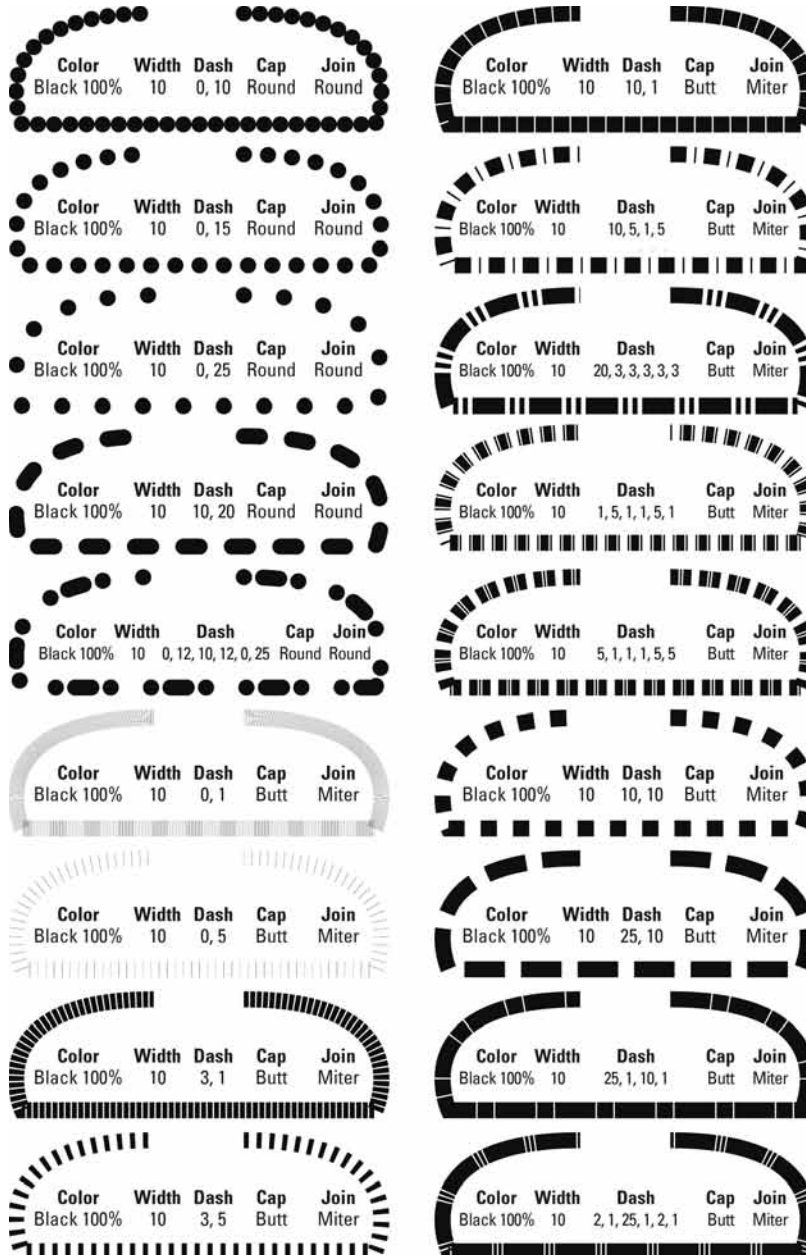 Color Width Dash Cap Join
Black 100% 10 0, 10 Round Round
Color Width Dash Cap Join
Black 100% 10 0, 15 Round Round
Color Width Dash Cap Join
Black 100% 10 0, 25 Round Round
Color Width Dash Cap Join
Black 100% 10 10, 20 Round Round
Color Width Dash Cap Join
Black 100% 10 0, 12, 10, 12, 0, 25 Round Round
Color Width Dash Cap Join
Black 100% 10 0, 1 Butt Miter
Color Width Dash Cap Join
Black 100% 10 0, 5 Butt Miter
Color Width Dash Cap Join
Black 100% 10 3, 1 Butt Miter
Color Width Dash Cap Join
Black 100% 10 3, 5 Butt Miter
Color Width Dash Cap Join
Black 100% 10 10, 1 Butt Miter
Color Width Dash Cap Join
Black 100% 10 10, 5, 1, 5 Butt Miter
Color Width Dash Cap Join
Black 100% 10 20, 3, 3, 3, 3, 3 Butt Miter
Color Width Dash Cap Join
Black 100% 10 1, 5, 1, 1, 5, 1 Butt Miter
Color Width Dash Cap Join
Black 100% 10 5, 1, 1, 1, 5, 5 Butt Miter
Color Width Dash Cap Join
Black 100% 10 10, 10 Butt Miter
Color Width Dash Cap Join
Black 100% 10 25, 10 Butt Miter
Color Width Dash Cap Join
Black 100% 10 25, 1, 10, 1 Butt Miter
Color Width Dash Cap Join
Black 100% 10 2, 1, 25, 1, 2, 1 Butt Miter